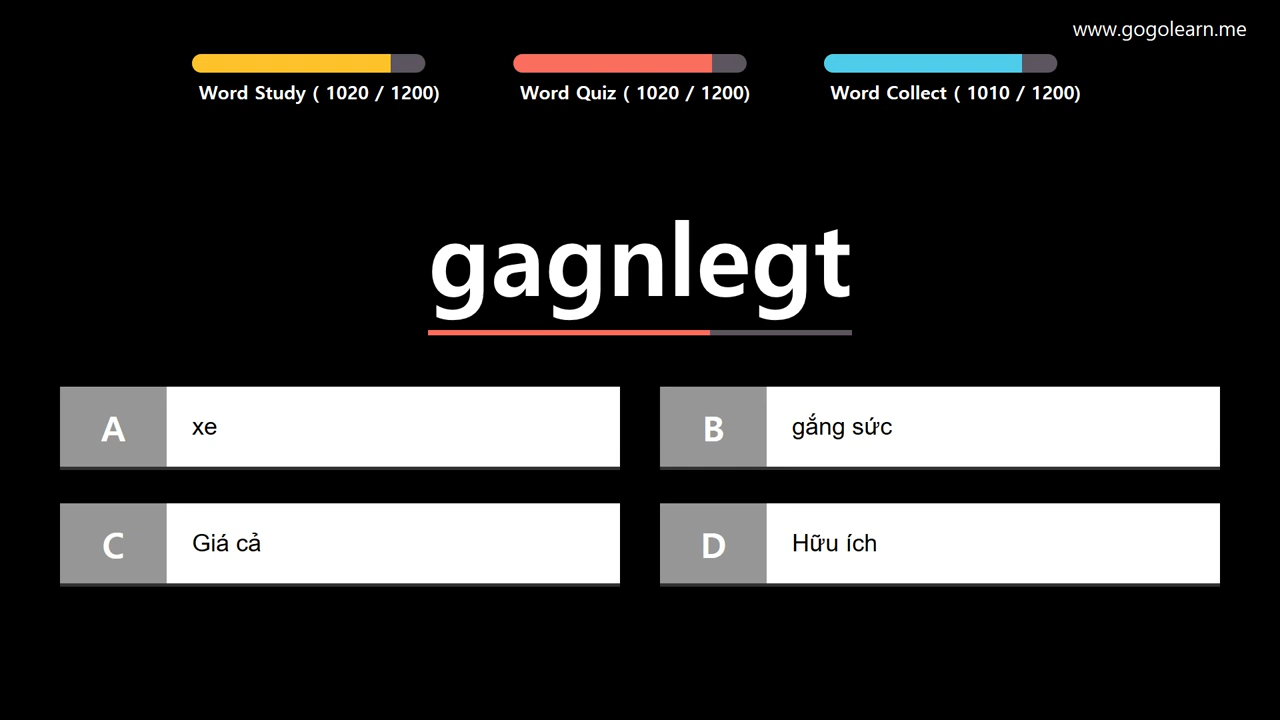 www.gogolearn.me
Word Study ( 1020 / 1200)
Word Quiz ( 1020 / 1200)
Word Collect ( 1010 / 1200)
gagnlegt
A
xe
B
gắng sức
C
Giá cả
D
Hữu ích